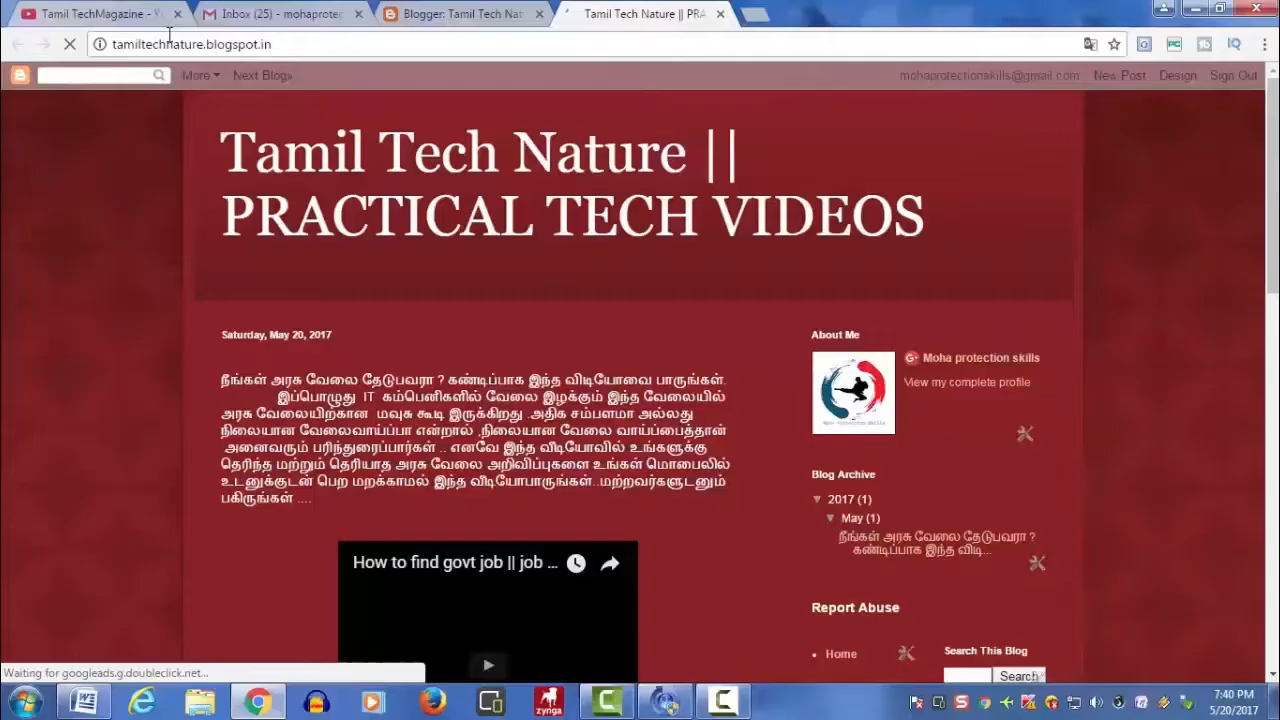 Tamil TechMagazine -
Inbox (25) - mohaprotec
Blogger: Tamil Tech Nat
Tamil Tech Nature || PRA
tamiltechnature.blogspot.in
More
Next Blog»
mohaprotectionskills@gmail.com
New Post
Design
Sign Out
Tamil Tech Nature ||
PRACTICAL TECH VIDEOS
Saturday, May 20, 2017
நீங்கள் அரசு வேலை தேடுபவரா ? கண்டிப்பாக இந்த விடியோவை பாருங்கள்.
இப்பொழுது IT கம்பெனிகளில் வேலை இழக்கும் இந்த வேலையில்
அரசு வேலையிற்கான மவுசு கூடி இருக்கிறது .அதிக சம்பளமா அல்லது
நிலையான வேலைவாய்ப்பா என்றால் ,நிலையான வேலை வாய்ப்பைத்தான்
அனைவரும் பரிந்துரைப்பார்கள் .. எனவே இந்த வீடியோவில் உங்களுக்கு
தெரிந்த மற்றும் தெரியாத அரசு வேலை அறிவிப்புகளை உங்கள் மொபைலில்
உடனுக்குடன் பெற மறக்காமல் இந்த வீடியோபாருங்கள்..மற்றவர்களுடனும்
பகிருங்கள் ....
How to find govt job || job ...
About Me
Moha protection skills
View my complete profile
Blog Archive
2017 (1)
May (1)
நீங்கள் அரசு வேலை தேடுபவரா ?
கண்டிப்பாக இந்த விடி...
Report Abuse
Home
Search This Blog
Search
Waiting for googleads.g.doubleclick.net...
zynga
7:40 PM
5/20/2017